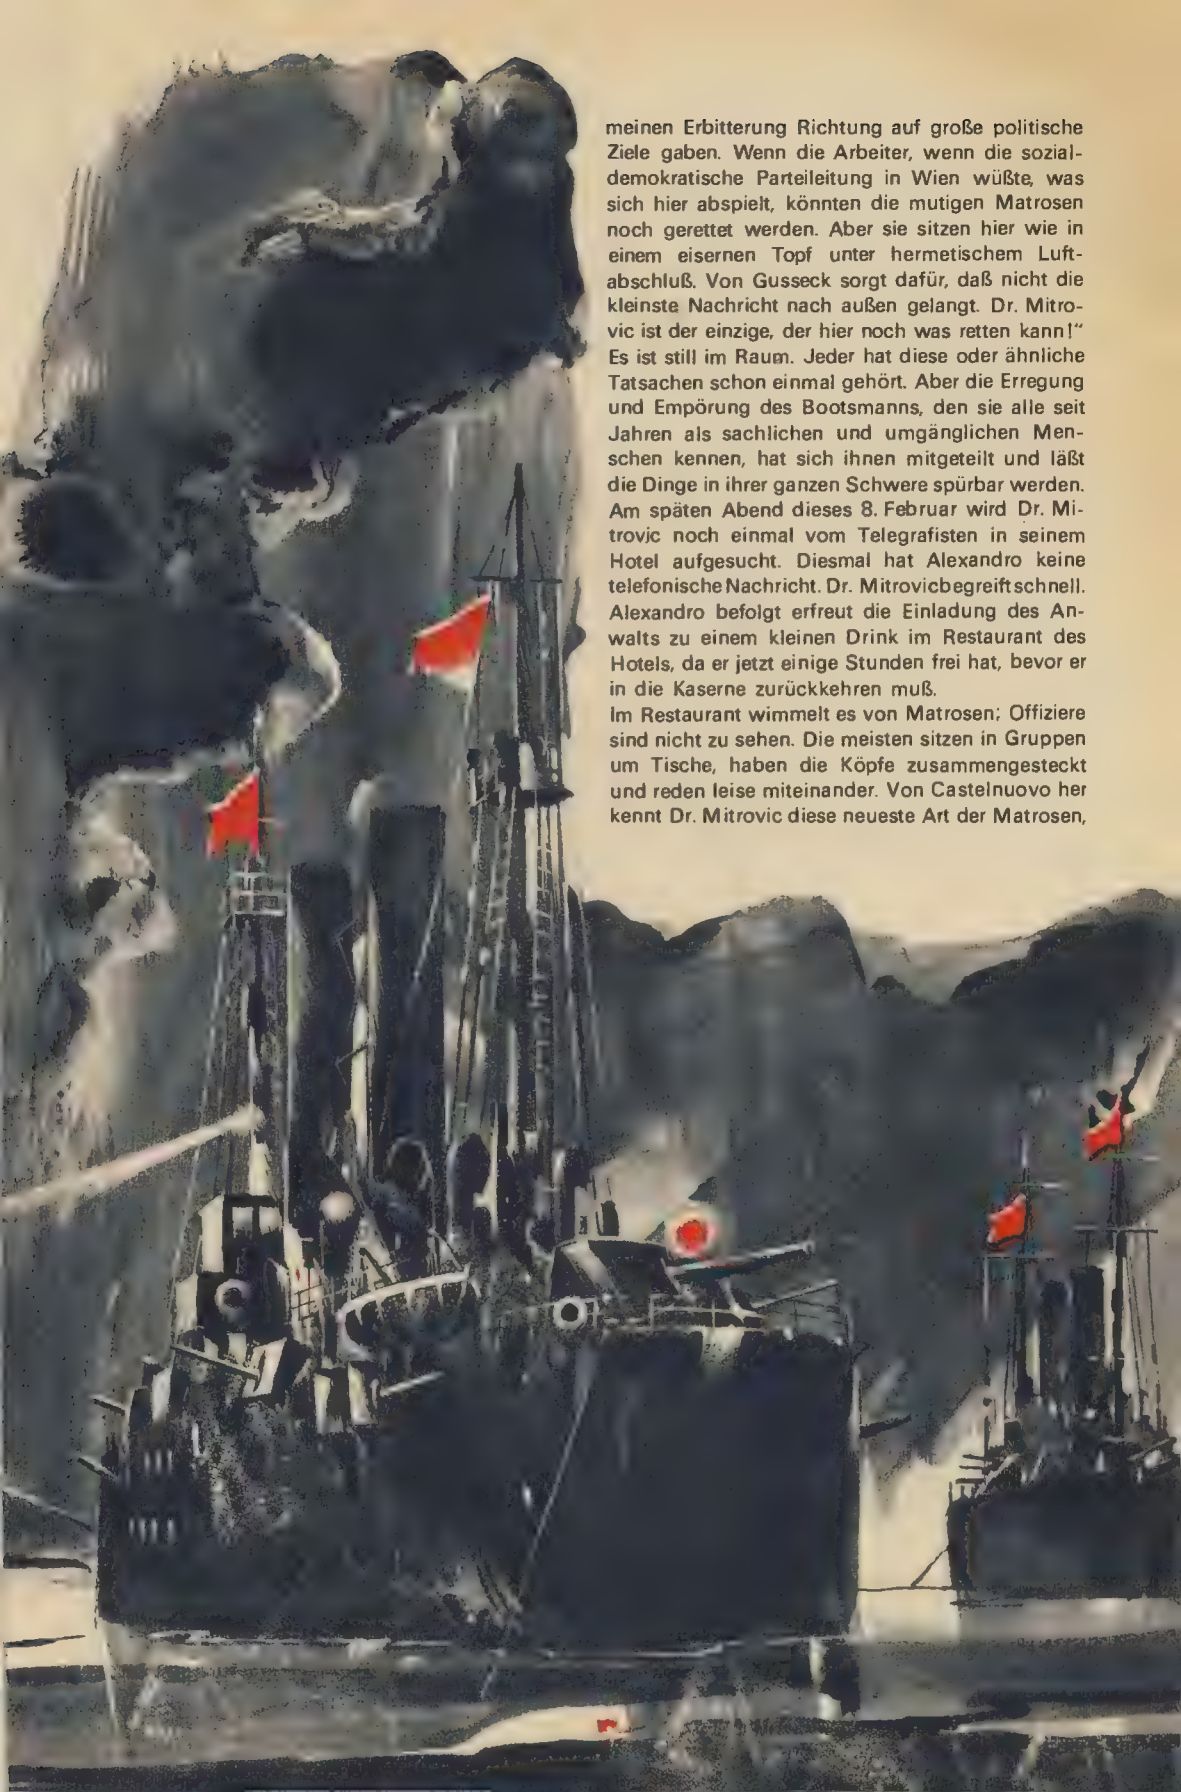 meinen Erbitterung Richtung auf große politische
Ziele gaben. Wenn die Arbeiter, wenn die sozial-
demokratische Parteileitung in Wien wüßte, was
sich hier abspielt, könnten die mutigen Matrosen
noch gerettet werden. Aber sie sitzen hier wie in
einem eisernen Topf unter hermetischem Luft-
abschluß. Von Gusseck sorgt dafür, daß nicht die
kleinste Nachricht nach außen gelangt. Dr. Mitro-
vic ist der einzige, der hier noch was retten kann!“
Es ist still im Raum. Jeder hat diese oder ähnliche
Tatsachen schon einmal gehört. Aber die Erregung
und Empörung des Bootsmanns, den sie alle seit
Jahren als sachlichen und umgänglichen Men-
schen kennen, hat sich ihnen mitgeteilt und läßt
die Dinge in ihrer ganzen Schwere spürbar werden.
Am späten Abend dieses 8. Februar wird Dr. Mi-
trovic noch einmal vom Telegrafisten in seinem
Hotel aufgesucht. Diesmal hat Alexandro keine
telefonische Nachricht. Dr. Mitrovic begreift schnell.
Alexandro befolgt erfreut die Einladung des An-
walts zu einem kleinen Drink im Restaurant des
Hotels, da er jetzt einige Stunden frei hat, bevor er
in die Kaserne zurückkehren muß.
Im Restaurant wimmelt es von Matrosen; Offiziere
sind nicht zu sehen. Die meisten sitzen in Gruppen
um Tische, haben die Köpfe zusammengesteckt
und reden leise miteinander. Von Castelnuovo her
kennt Dr. Mitrovic diese neueste Art der Matrosen,